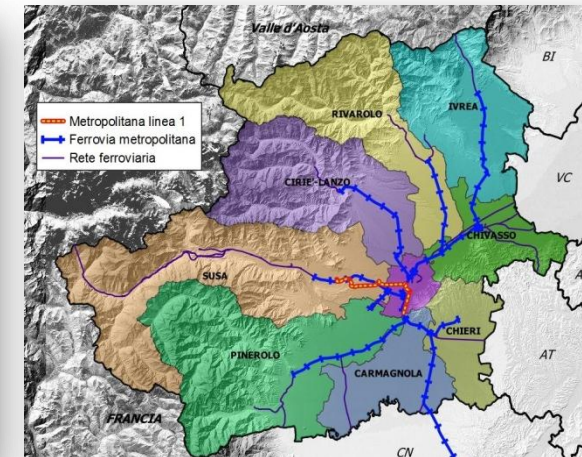 Valle d'Aosta
BI
IVREA
Metropolitana linea 1
Ferrovia metropolitana
Rete ferroviaria
RIVAROLO
CIRIE'-LANZO
VC
CHIVASSO
A
SUSA
CHIERI
PINEROLO
AT
CARMAGNOLA
FRANCIA
CN